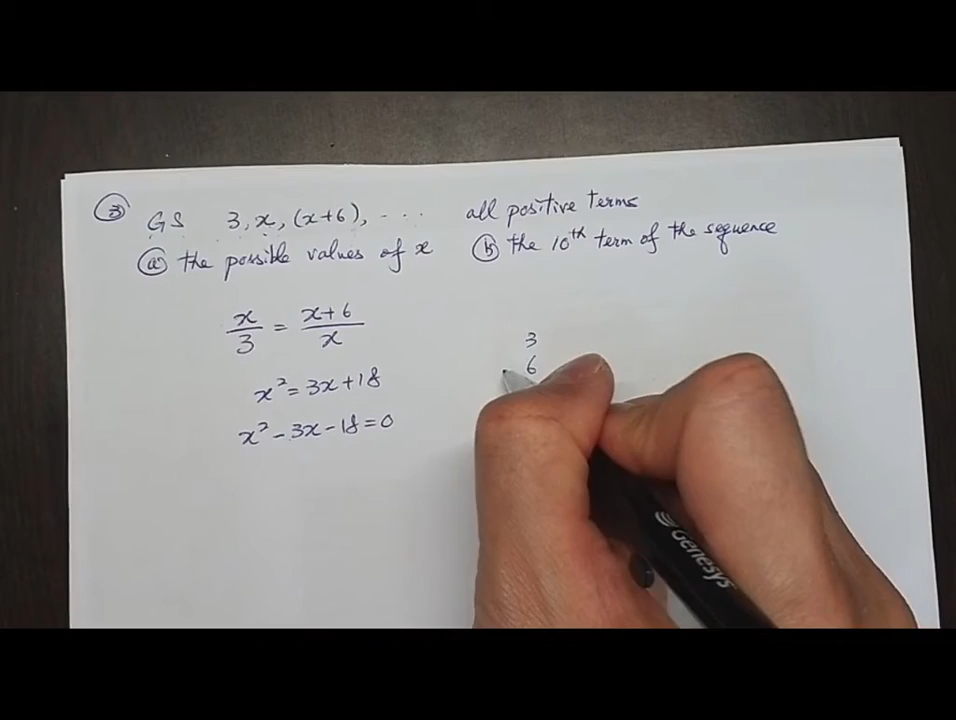 3 GS 3, x, (x+6), .... all positive terms
a the possible values of x b the 10th term of the sequence
x/3 = (x+6)/x
x² = 3x+18
x² - 3x - 18 = 0
3
6
Genesys